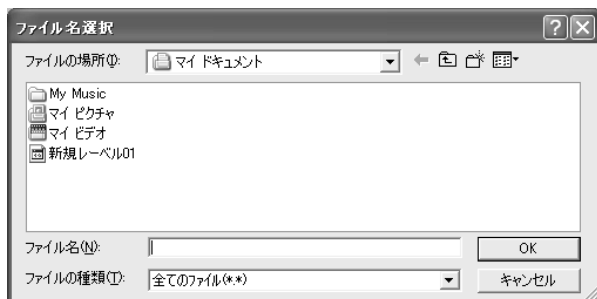 ファイル名選択
ファイルの場所(I):
マイ ドキュメント
My Music
マイ ピクチャ
マイ ビデオ
新規レーベル01
ファイル名(N):
OK
ファイルの種類(T):
全てのファイル(*.*)
キャンセル